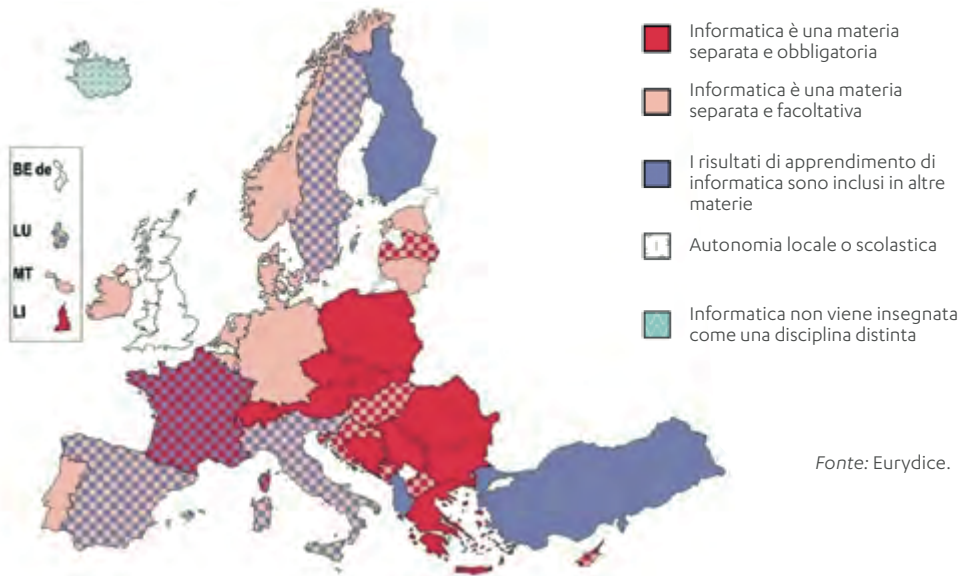 BE de
LU
MT
LI
Informatica è una materia
separata e obbligatoria
Informatica è una materia
separata e facoltativa
I risultati di apprendimento di
informatica sono inclusi in altre
materie
Autonomia locale o scolastica
Informatica non viene insegnata
come una disciplina distinta
Fonte: Eurydice.